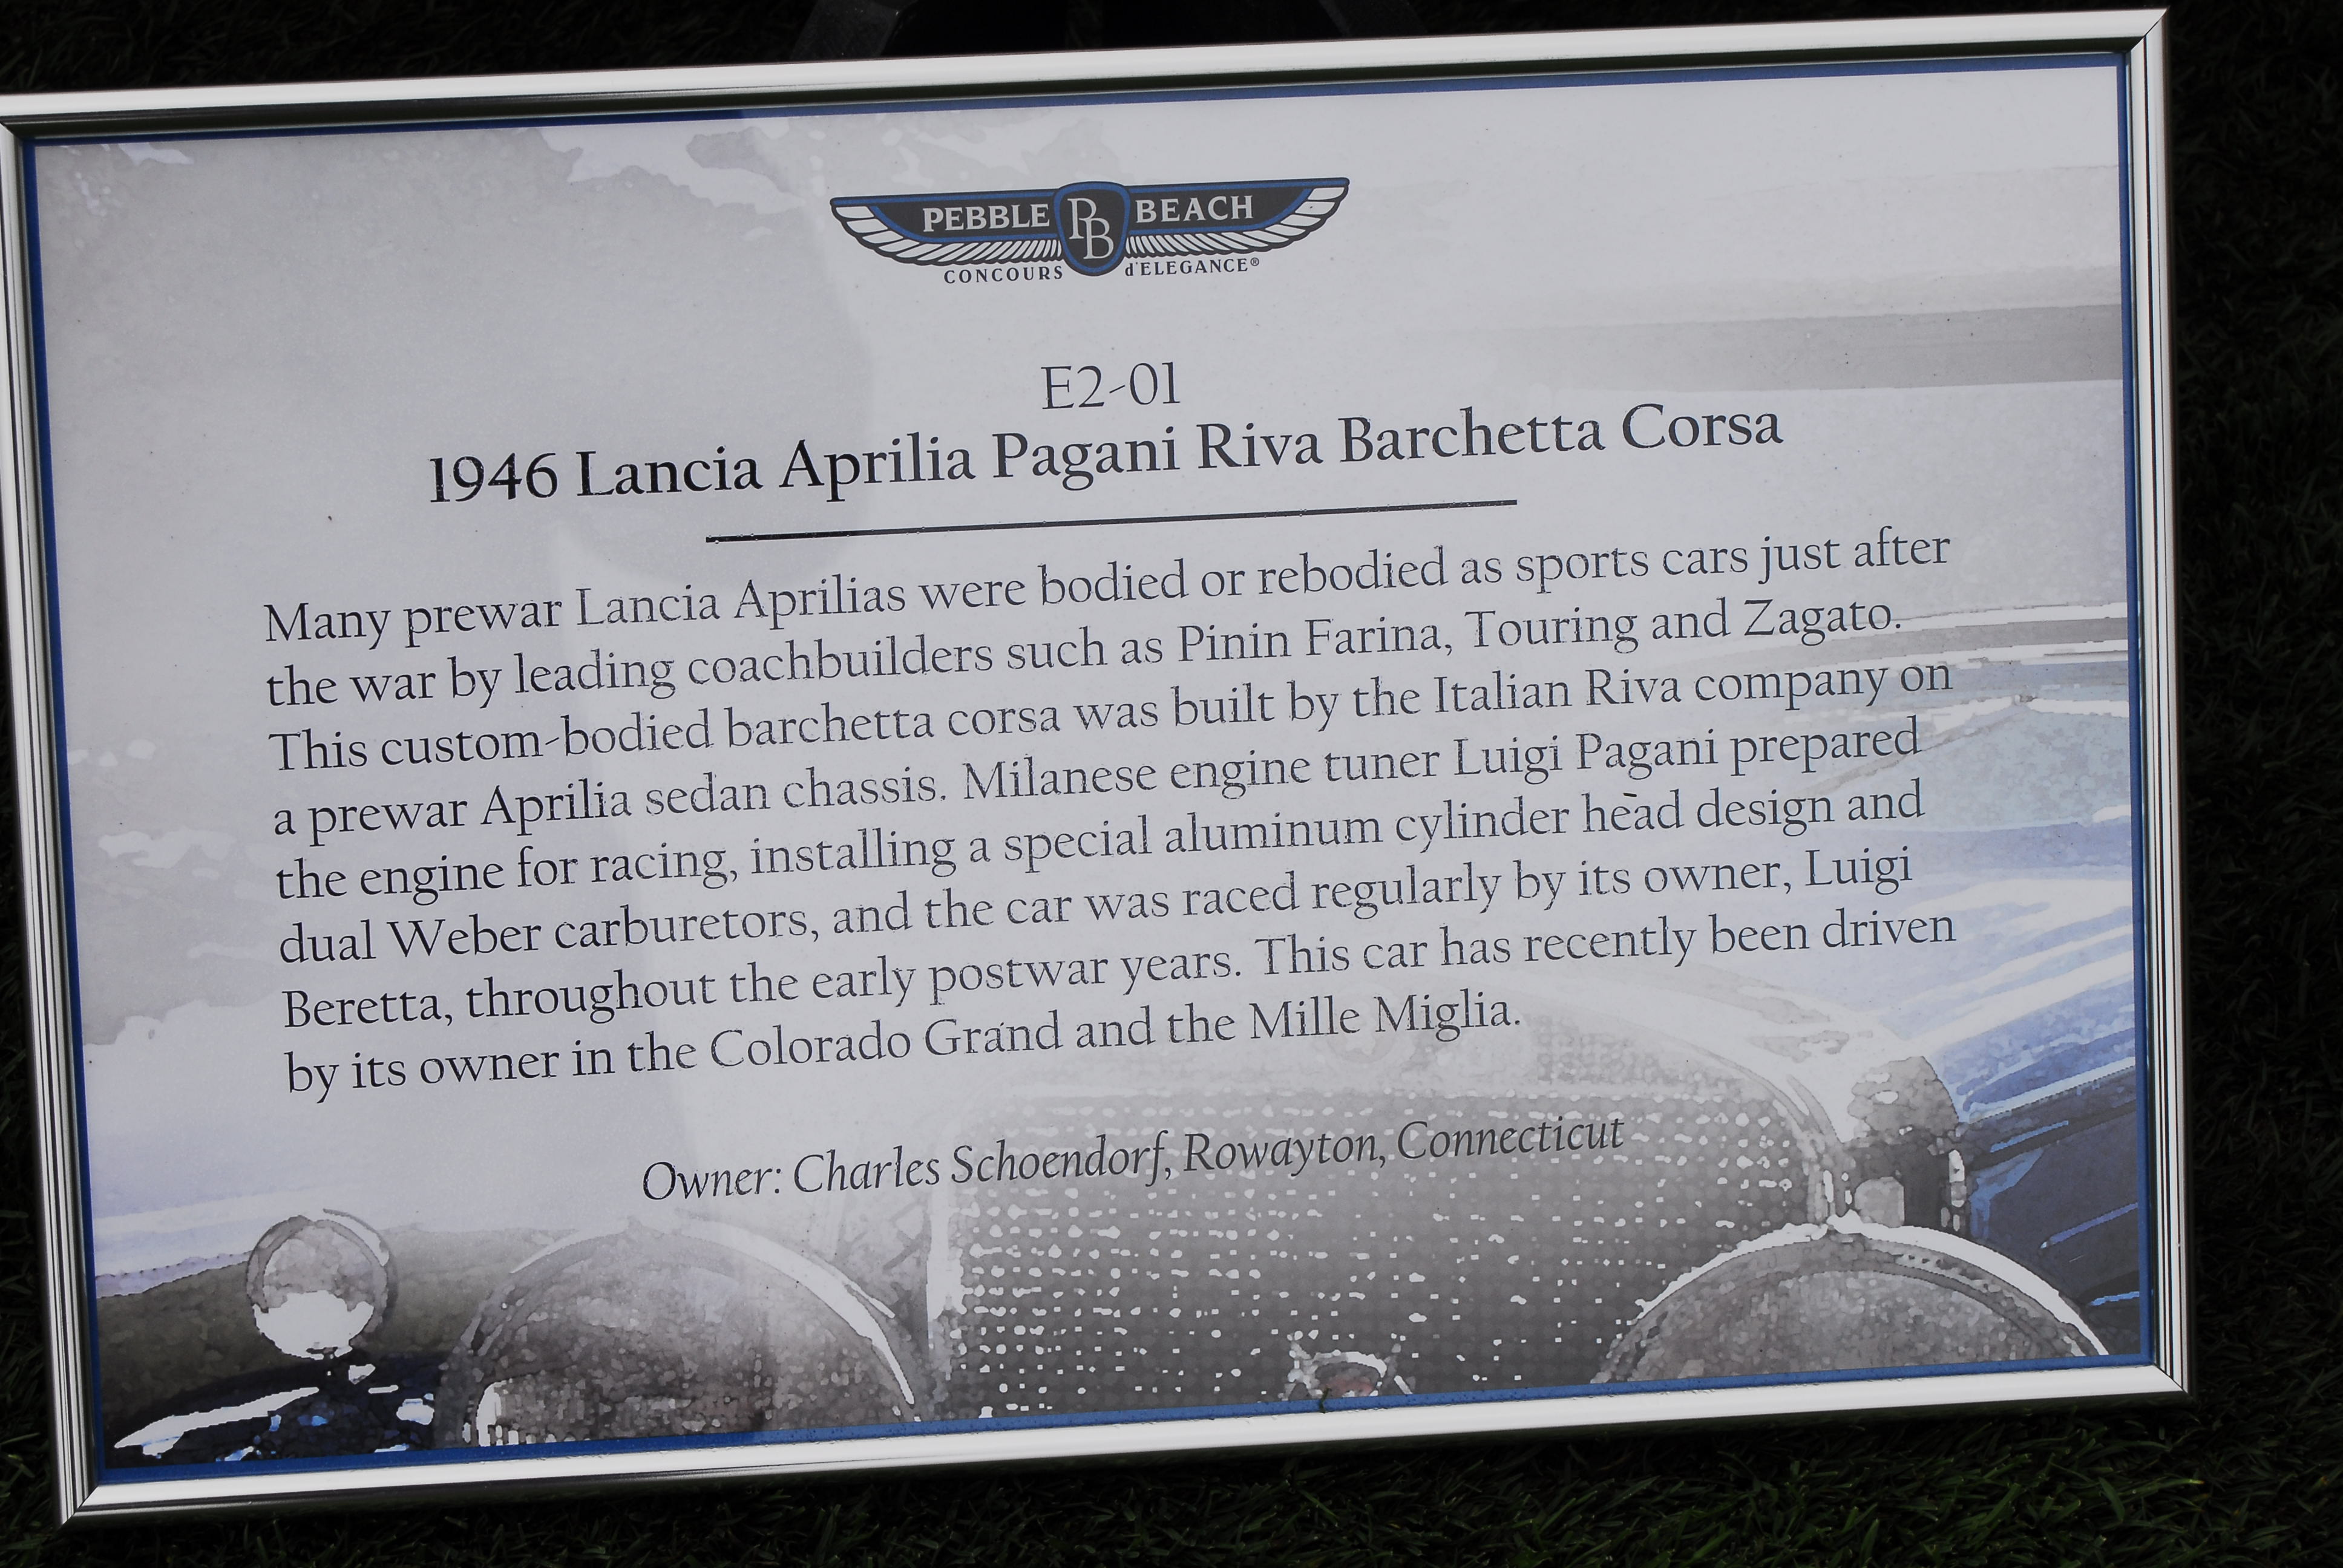 PEBBLE PB BEACH
CONCOURS d'ELEGANCE®
E2-01
1946 Lancia Aprilia Pagani Riva Barchetta Corsa
Many prewar Lancia Aprilias were bodied or rebodied as sports cars just after
the war by leading coachbuilders such as Pinin Farina, Touring and Zagato.
This custom-bodied barchetta corsa was built by the Italian Riva company on
a prewar Aprilia sedan chassis. Milanese engine tuner Luigi Pagani prepared
the engine for racing, installing a special aluminum cylinder head design and
dual Weber carburetors, and the car was raced regularly by its owner, Luigi
Beretta, throughout the early postwar years. This car has recently been driven
by its owner in the Colorado Grand and the Mille Miglia.
Owner: Charles Schoendorf, Rowayton, Connecticut